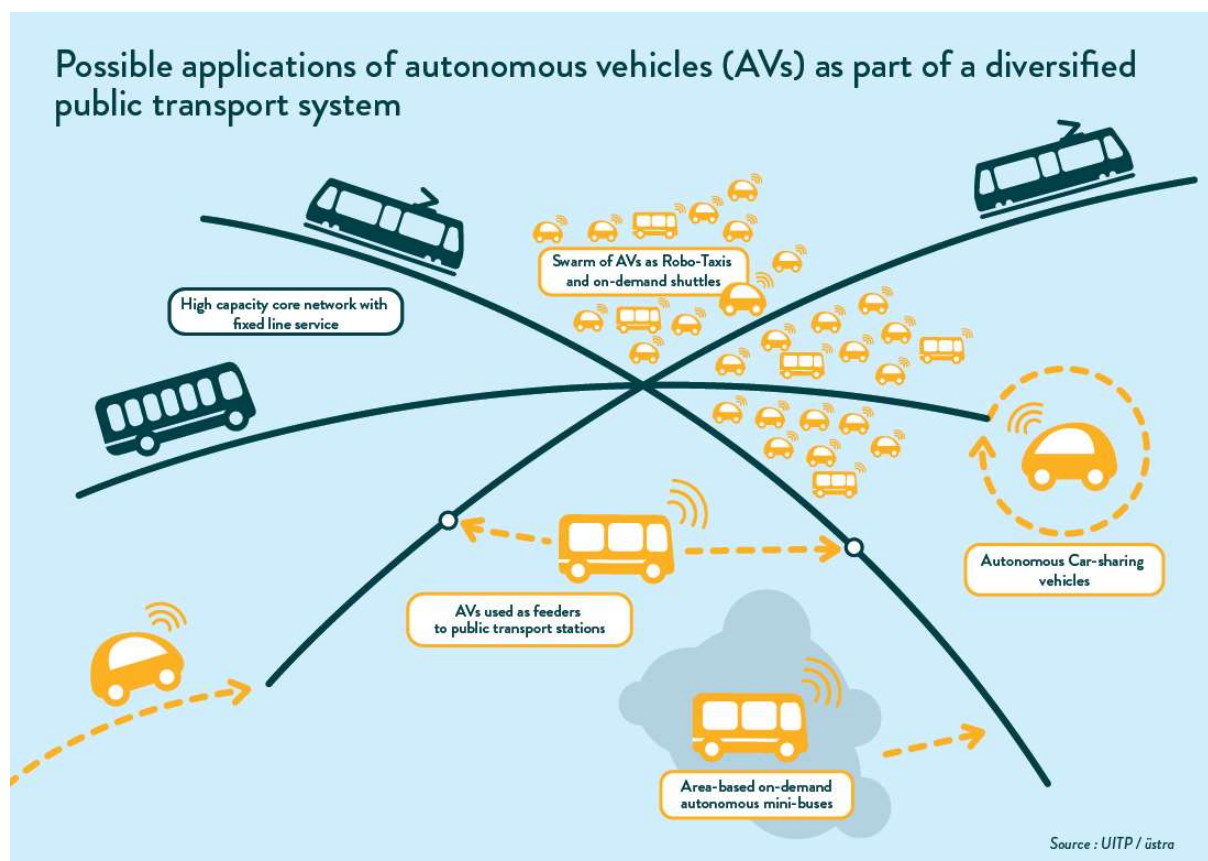 Possible applications of autonomous vehicles (AVs) as part of a diversified
public transport system
Swarm of AVs as Robo-Taxis
and on-demand shuttles
High capacity core network with
fixed line service
Autonomous Car-sharing
vehicles
AVs used as feeders
to public transport stations
Area-based on-demand
autonomous mini-buses
Source : UITP / üstra